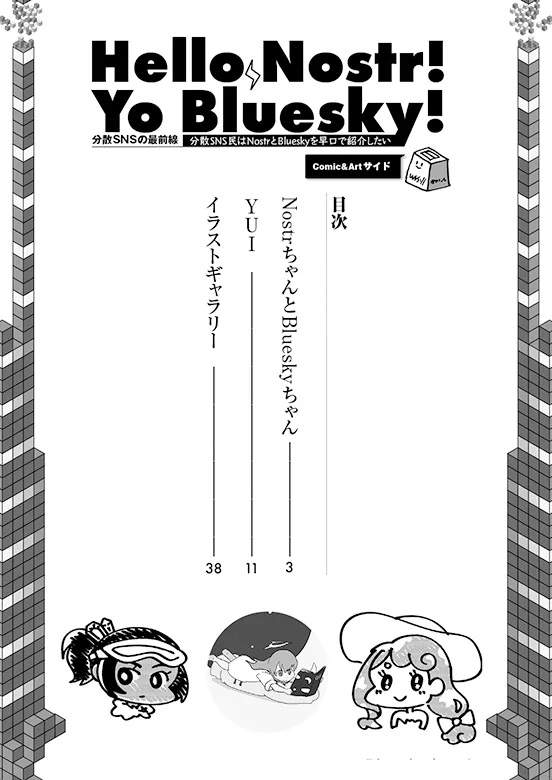 Hello Nostr!
Yo Bluesky!
分散SNSの最前線 分散SNS民はNostrとBlueskyを早口で紹介したい
Comic&Artサイド
目次
NostrちゃんとBlueskyちゃん 3
YUI 11
イラストギャラリー 38